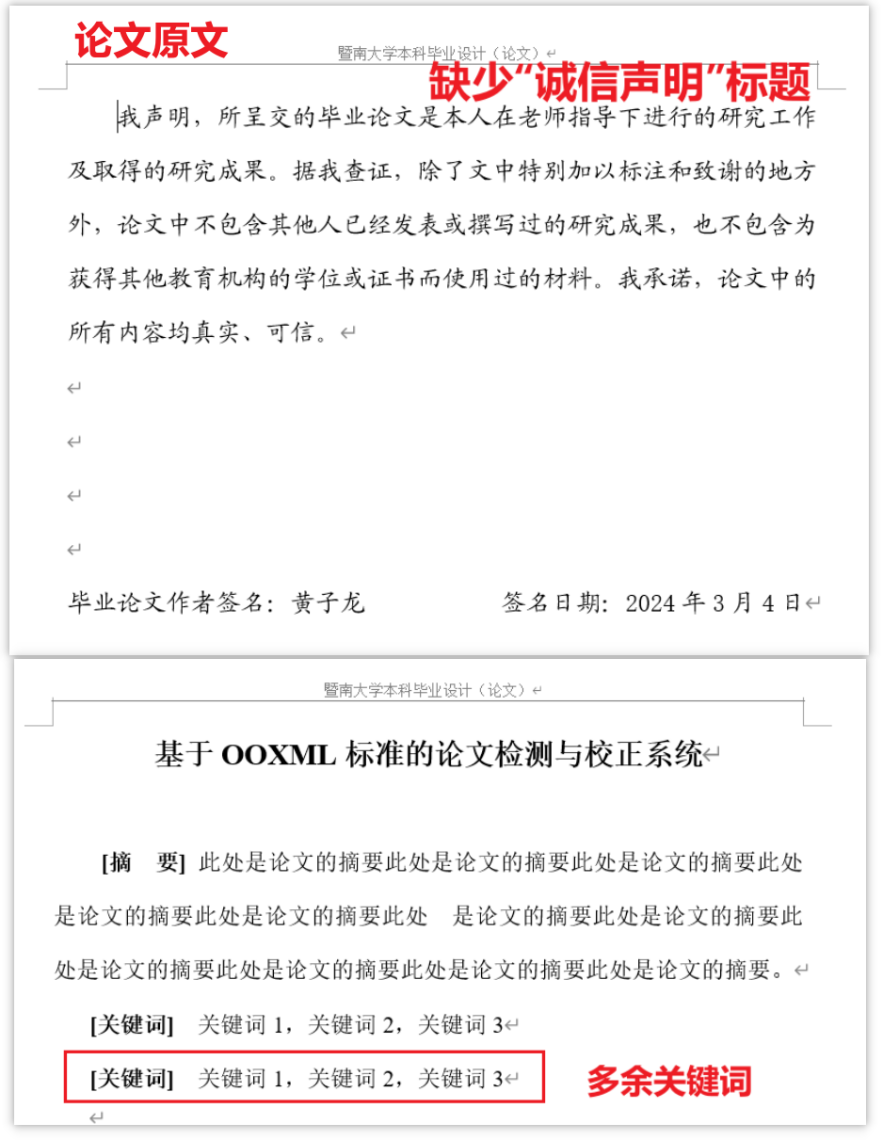 论文原文
暨南大学本科毕业设计（论文）
缺少“诚信声明”标题
我声明，所呈交的毕业论文是本人在老师指导下进行的研究工作
及取得的研究成果。据我查证，除了文中特别加以标注和致谢的地方
外，论文中不包含其他人已经发表或撰写过的研究成果，也不包含为
获得其他教育机构的学位或证书而使用过的材料。我承诺，论文中的
所有内容均真实、可信。
毕业论文作者签名：黄子龙 签名日期：2024 年 3 月 4 日
暨南大学本科毕业设计（论文）
基于 OOXML 标准的论文检测与校正系统
[摘　要] 此处是论文的摘要此处是论文的摘要此处是论文的摘要此处
是论文的摘要此处是论文的摘要此处　是论文的摘要此处是论文的摘要此
处是论文的摘要此处是论文的摘要此处是论文的摘要此处是论文的摘要。
[关键词]　关键词 1，关键词 2，关键词 3
[关键词]　关键词 1，关键词 2，关键词 3
多余关键词